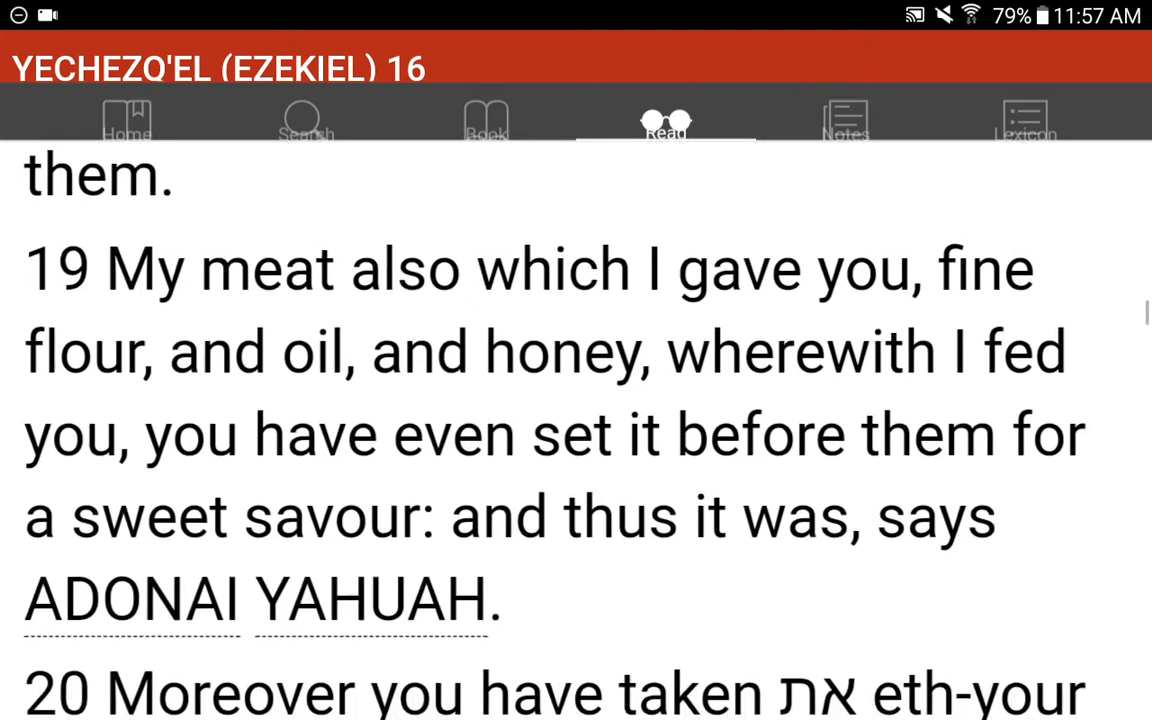 79% 11:57 AM
YECHEZQ'EL (EZEKIEL) 16
Home Search Book Read Notes Lexicon
them.
19 My meat also which I gave you, fine
flour, and oil, and honey, wherewith I fed
you, you have even set it before them for
a sweet savour: and thus it was, says
ADONAI YAHUAH.
20 Moreover you have taken את eth-your